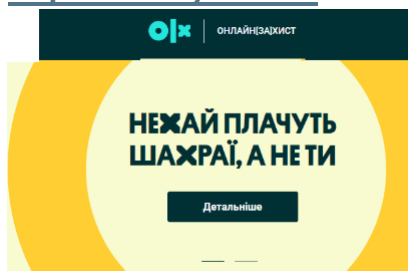 olx ОНЛАЙН[ЗА]ХИСТ
НЕХАЙ ПЛАЧУТЬ
ШАХРАЇ, А НЕ ТИ
Детальніше